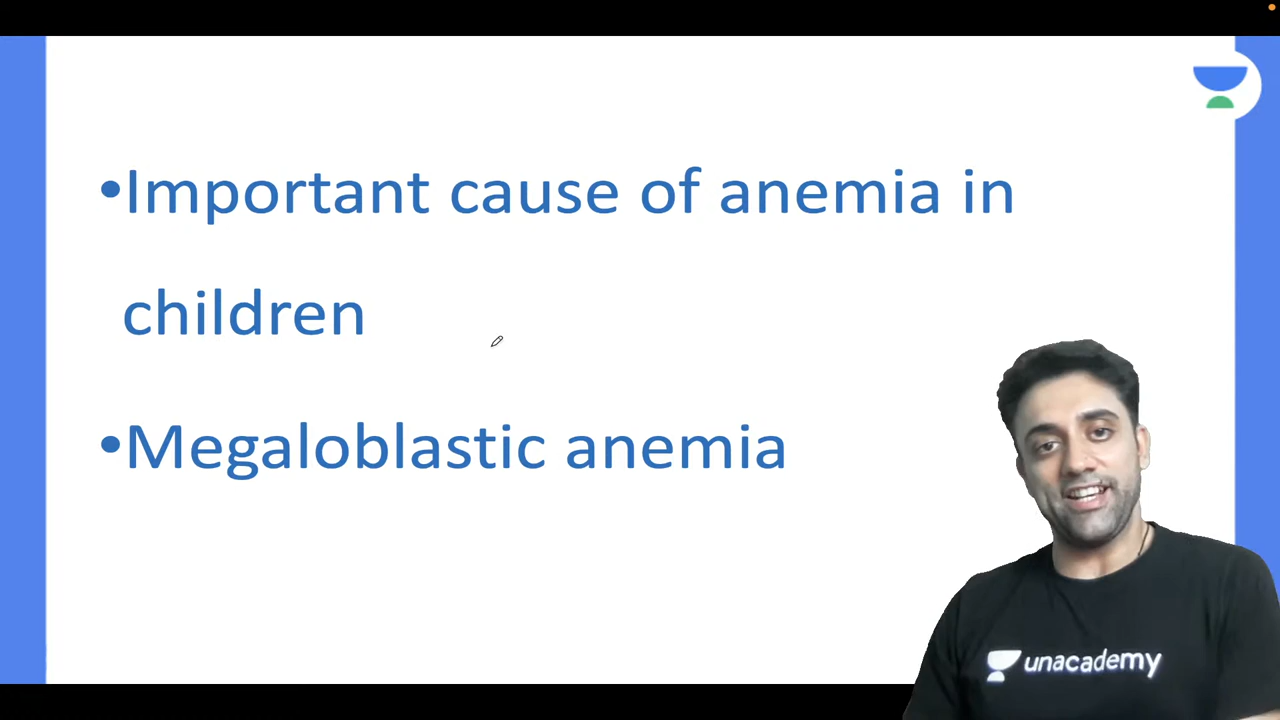 •Important cause of anemia in
children
•Megaloblastic anemia
unacademy